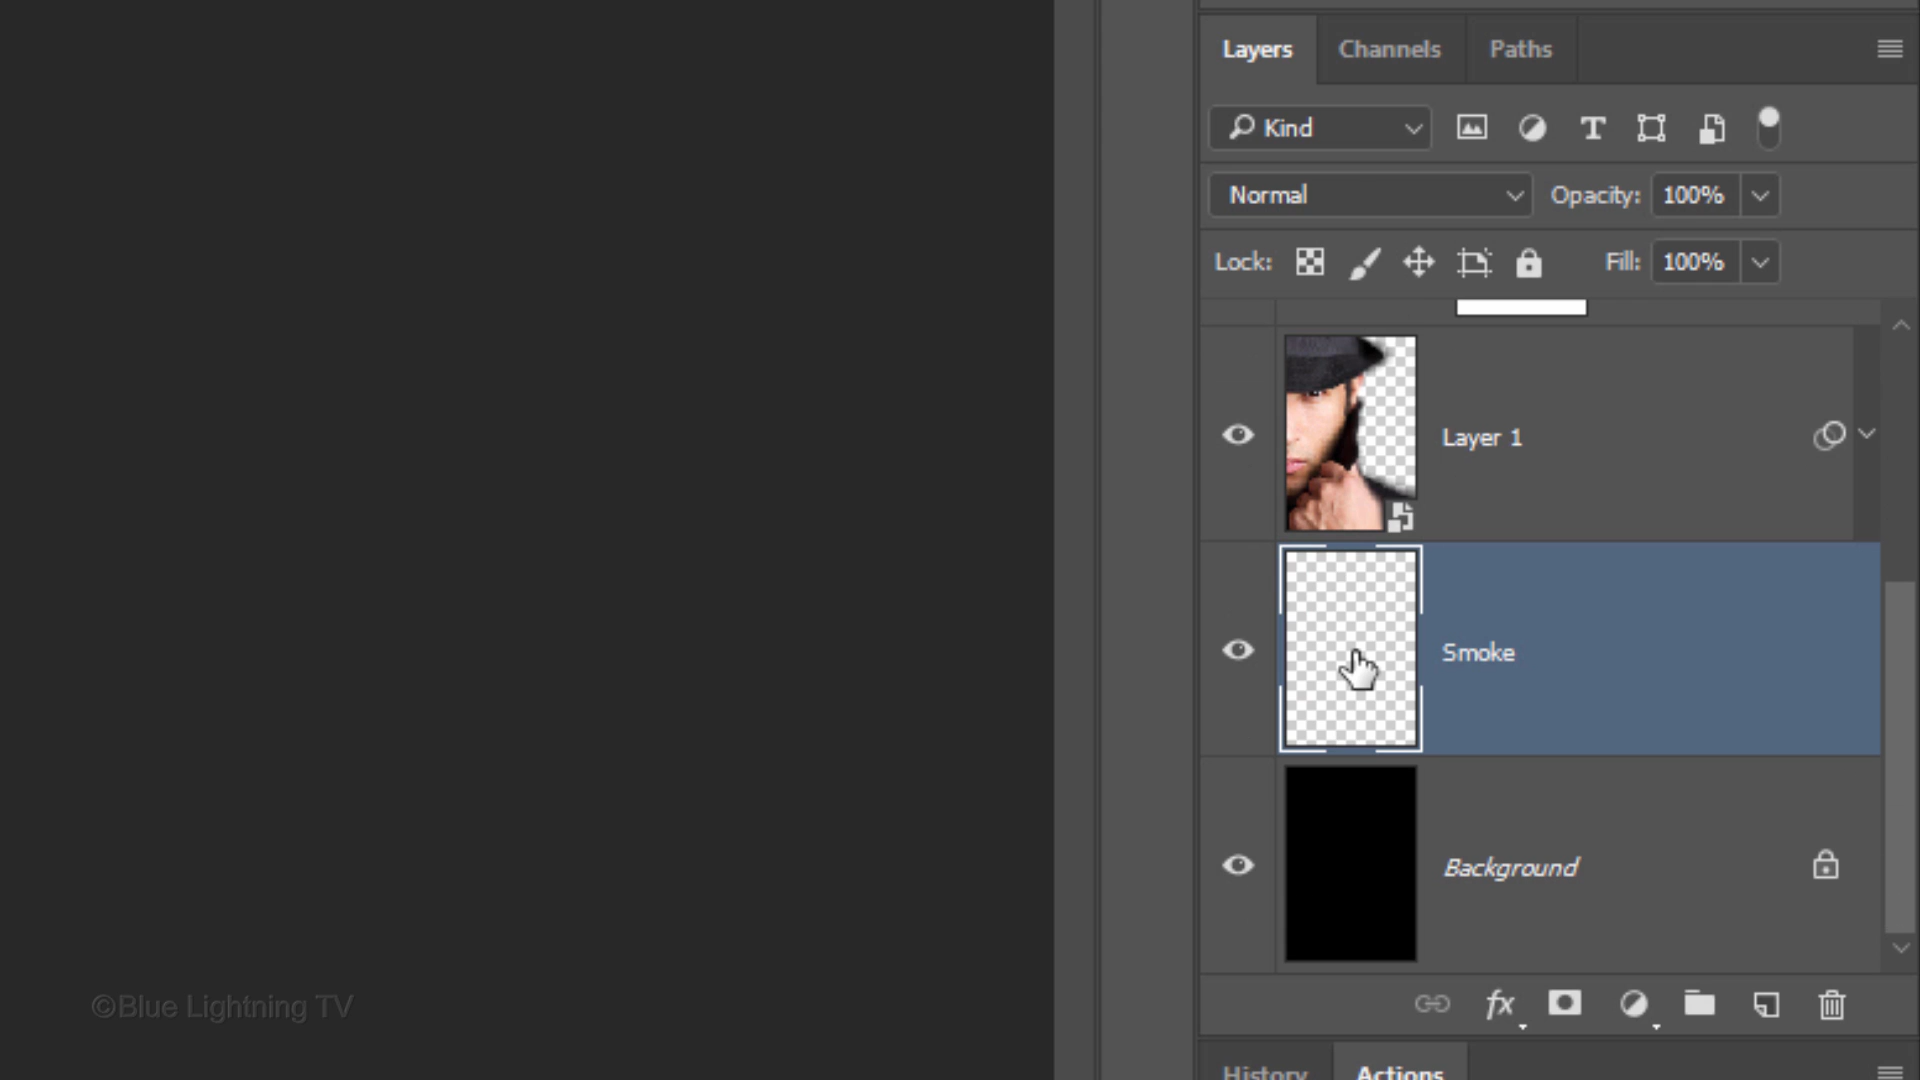 Layers Channels Paths
Kind
Normal Opacity: 100%
Lock: Fill: 100%
Layer 1
Smoke
Background
fx
©Blue Lightning TV
History Actions